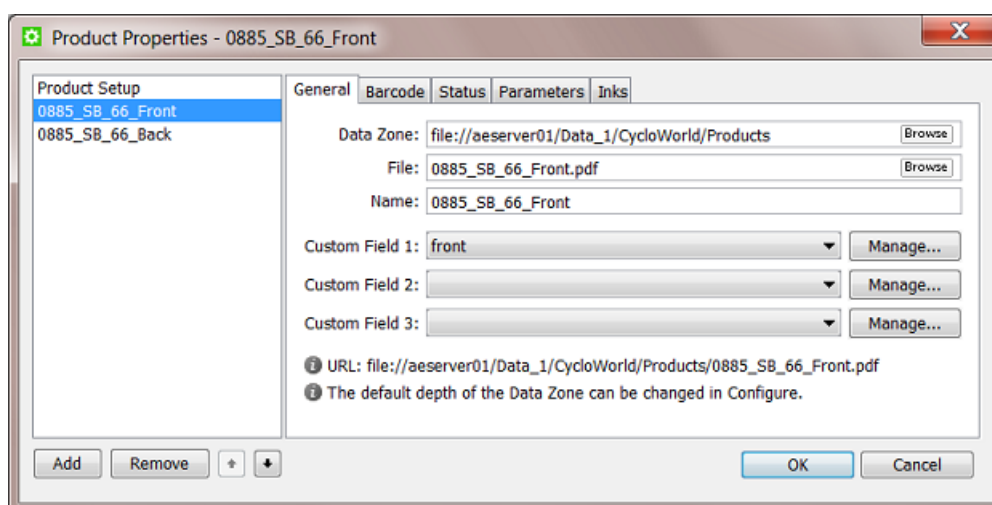 Product Properties - 0885_SB_66_Front
Product Setup
0885_SB_66_Front
0885_SB_66_Back
General Barcode Status Parameters Inks
Data Zone: file://aeserver01/Data_1/CycloWorld/Products Browse
File: 0885_SB_66_Front.pdf Browse
Name: 0885_SB_66_Front
Custom Field 1: front Manage...
Custom Field 2: Manage...
Custom Field 3: Manage...
URL: file://aeserver01/Data_1/CycloWorld/Products/0885_SB_66_Front.pdf
The default depth of the Data Zone can be changed in Configure.
Add Remove OK Cancel